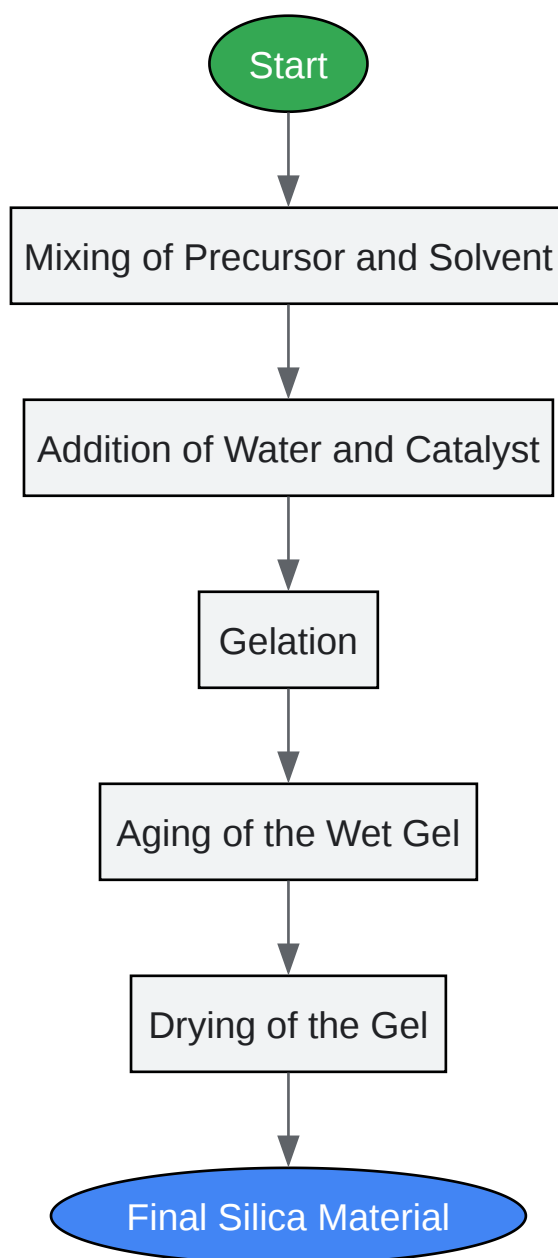 Start
Mixing of Precursor and Solvent
Addition of Water and Catalyst
Gelation
Aging of the Wet Gel
Drying of the Gel
Final Silica Material